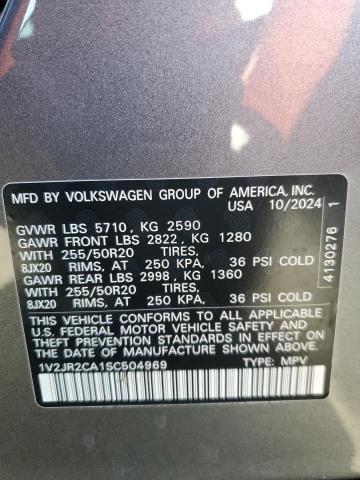 MFD BY VOLKSWAGEN GROUP OF AMERICA, INC.
USA 10/2024
GVWR LBS 5710, KG 2590
GAWR FRONT LBS 2822, KG 1280
WITH 255/50R20 TIRES,
8JX20 RIMS, AT 250 KPA, 36 PSI COLD
GAWR REAR LBS 2998, KG 1360
WITH 255/50R20 TIRES,
8JX20 RIMS, AT 250 KPA, 36 PSI COLD
THIS VEHICLE CONFORMS TO ALL APPLICABLE
U.S. FEDERAL MOTOR VEHICLE SAFETY AND
THEFT PREVENTION STANDARDS IN EFFECT ON
THE DATE OF MANUFACTURE SHOWN ABOVE
1V2JR2CA1SC504969 TYPE: MPV
4190276 1